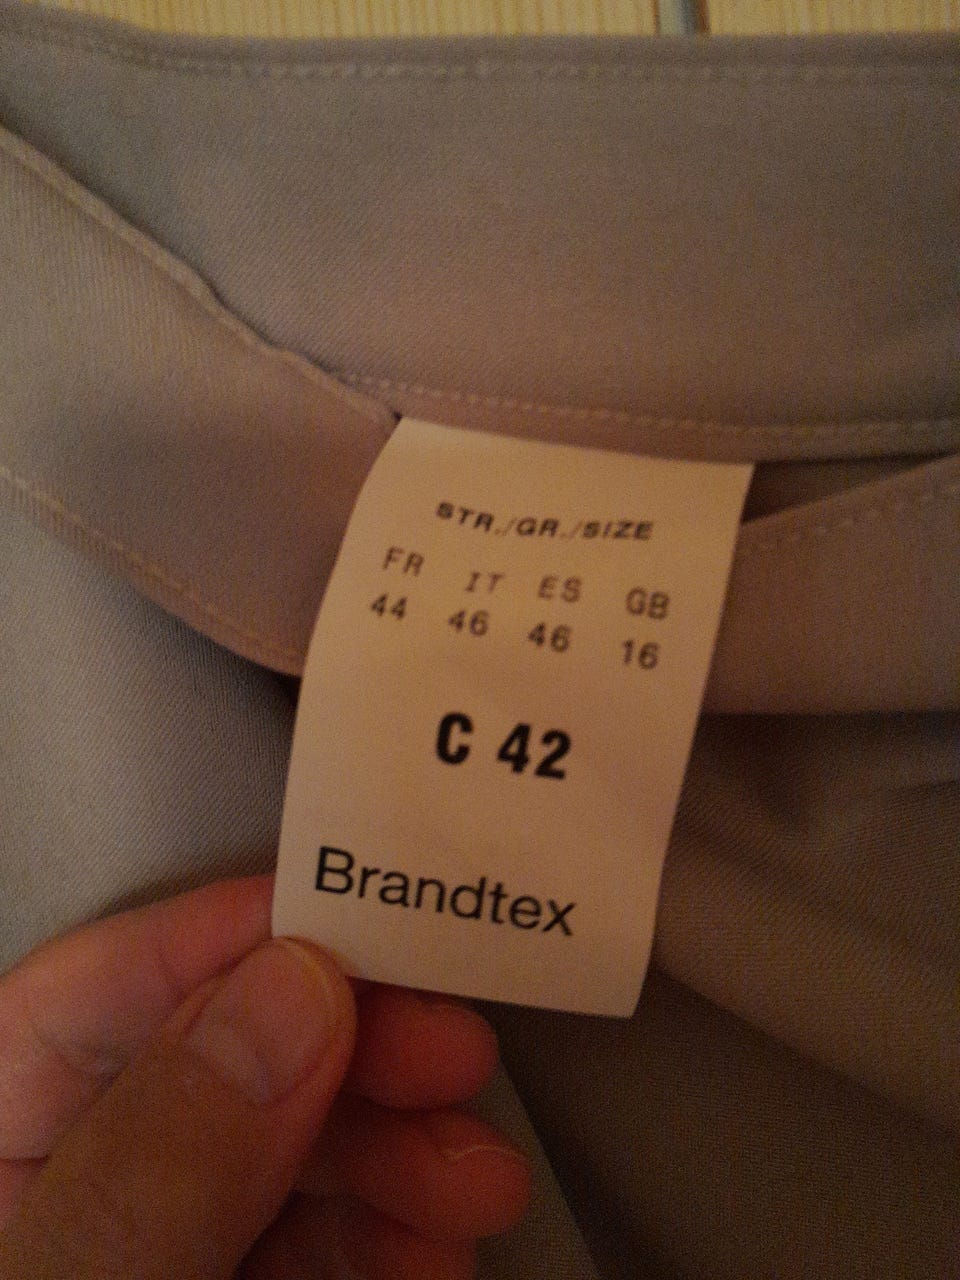 STR./GR./SIZE
FR IT ES GB
44 46 46 16
C 42
Brandtex